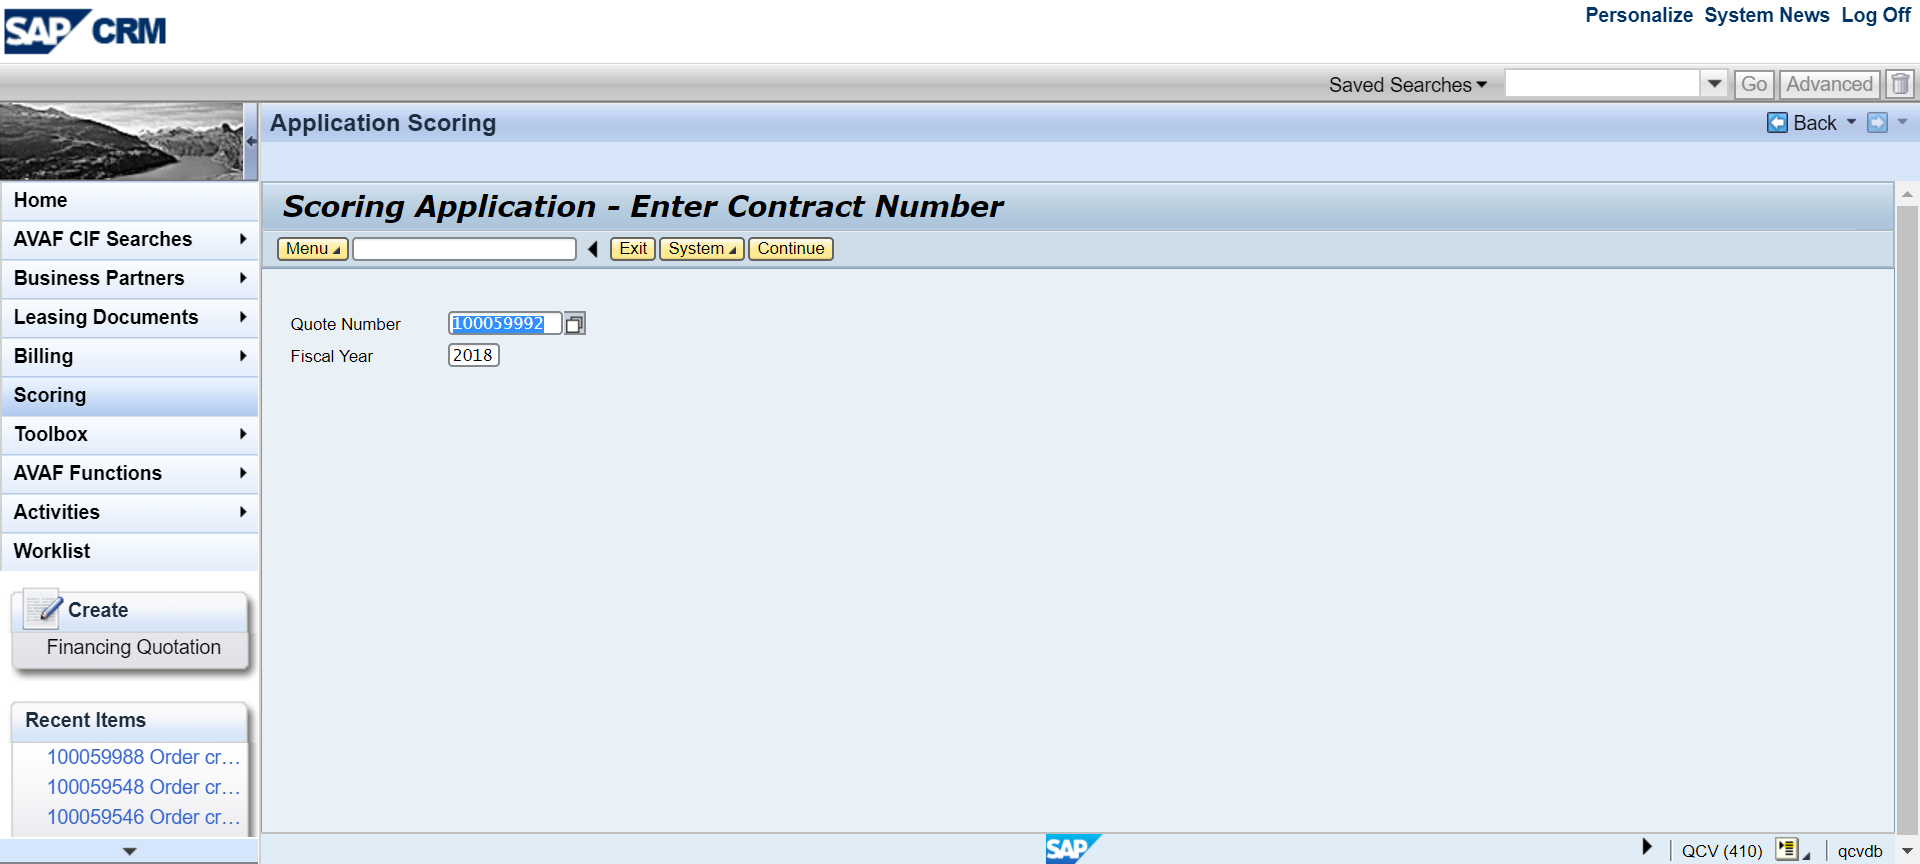 SAP CRM
Personalize System News Log Off
Saved Searches Go Advanced
Application Scoring Back
Scoring Application - Enter Contract Number
Menu Exit System Continue
Quote Number 100059992
Fiscal Year 2018
Home
AVAF CIF Searches
Business Partners
Leasing Documents
Billing
Scoring
Toolbox
AVAF Functions
Activities
Worklist
Create
Financing Quotation
Recent Items
100059988 Order cr...
100059548 Order cr...
100059546 Order cr...
SAP QCV (410) qcvdb